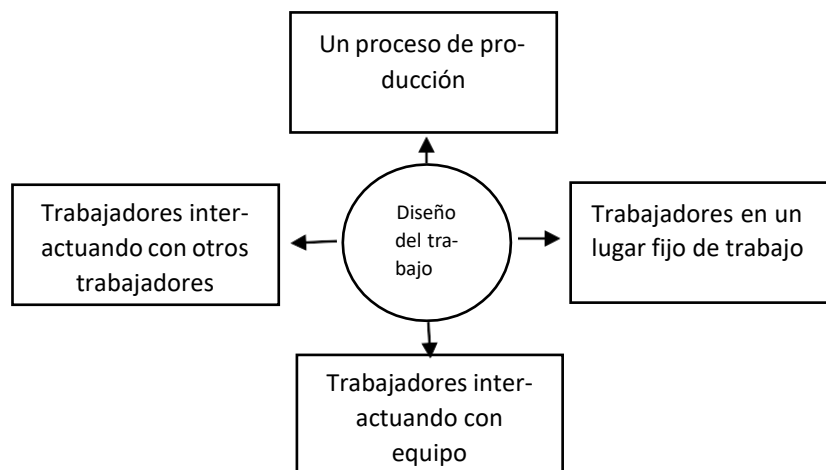 Un proceso de pro-
ducción
Trabajadores inter-
actuando con otros
trabajadores
Diseño
del tra-
bajo
Trabajadores en un
lugar fijo de trabajo
Trabajadores inter-
actuando con
equipo